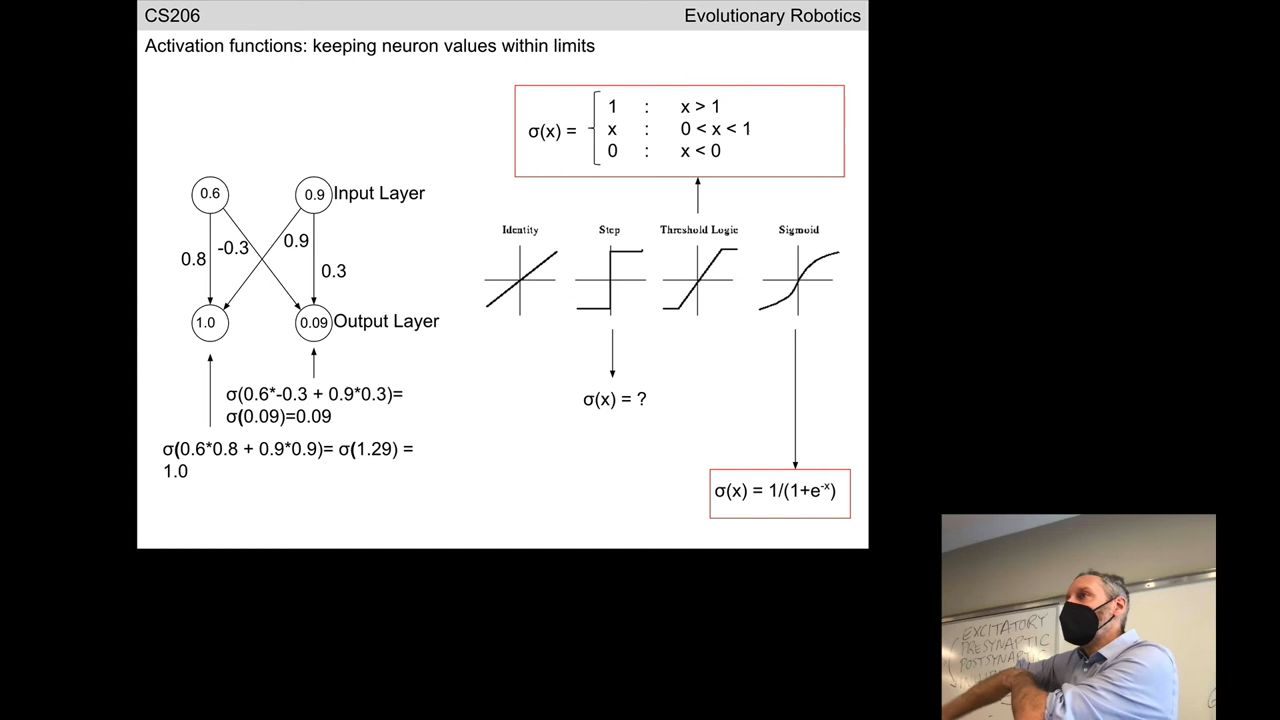 CS206
Evolutionary Robotics
Activation functions: keeping neuron values within limits
σ(x) =
1 : x > 1
x : 0 < x < 1
0 : x < 0
0.6
0.9
Input Layer
0.8
-0.3
0.9
0.3
1.0
0.09
Output Layer
σ(0.6*-0.3 + 0.9*0.3)=
σ(0.09)=0.09
σ(0.6*0.8 + 0.9*0.9)= σ(1.29) =
1.0
Identity
Step
Threshold Logic
Sigmoid
σ(x) = ?
σ(x) = 1/(1+e⁻ˣ)
EXCITATORY
PRESYNAPTIC
POSTSYNAPTIC